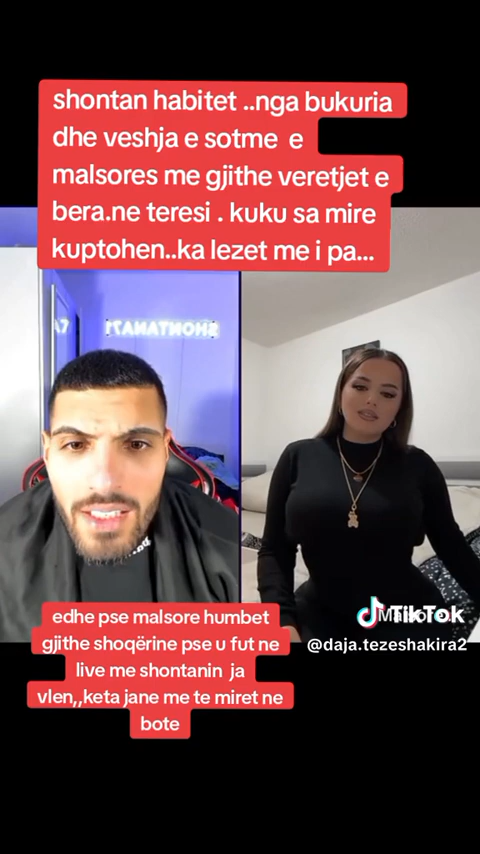 shontan habitet ..nga bukuria
dhe veshja e sotme e
malsores me gjithe veretjet e
bera.ne teresi . kuku sa mire
kuptohen..ka lezet me i pa...
SHONTANA71
edhe pse malsore humbet
gjithe shoqërine pse u fut ne
live me shontanin ja
vlen,,keta jane me te miret ne
bote
TikTok
@daja.tezeshakira2